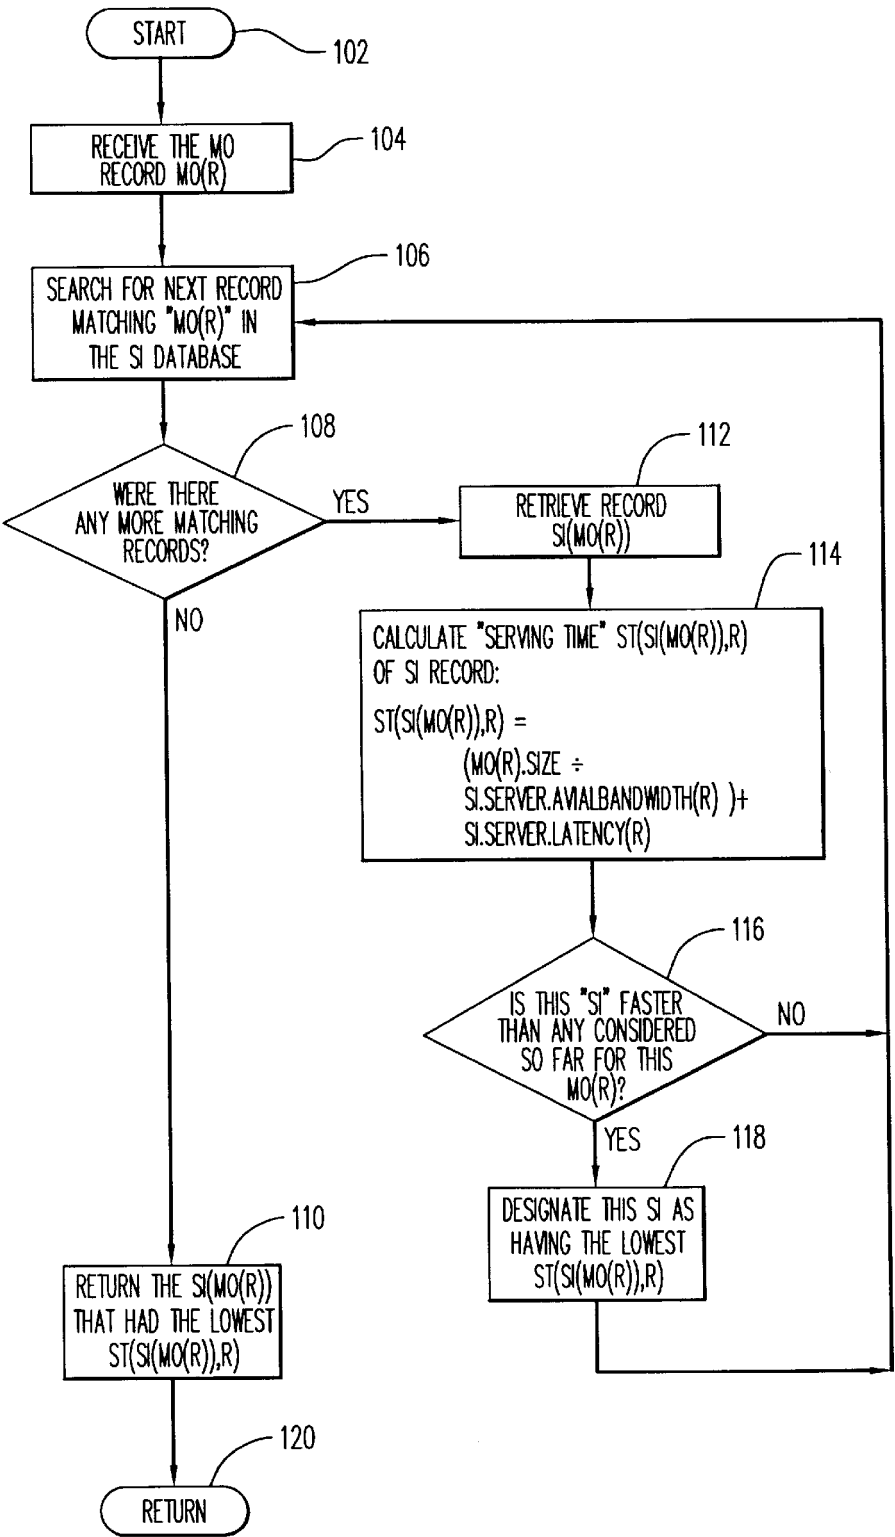 START
102
RECEIVE THE MO
RECORD MO(R)
104
SEARCH FOR NEXT RECORD
MATCHING "MO(R)" IN
THE SI DATABASE
106
WERE THERE
ANY MORE MATCHING
RECORDS?
108
YES
NO
RETRIEVE RECORD
SI(MO(R))
112
CALCULATE "SERVING TIME" ST(SI(MO(R)),R)
OF SI RECORD:
ST(SI(MO(R)),R) =
(MO(R).SIZE ÷
SI.SERVER.AVIALBANDWIDTH(R) )+
SI.SERVER.LATENCY(R)
114
IS THIS "SI" FASTER
THAN ANY CONSIDERED
SO FAR FOR THIS
MO(R)?
116
NO
YES
DESIGNATE THIS SI AS
HAVING THE LOWEST
ST(SI(MO(R)),R)
118
RETURN THE SI(MO(R))
THAT HAD THE LOWEST
ST(SI(MO(R)),R)
110
RETURN
120